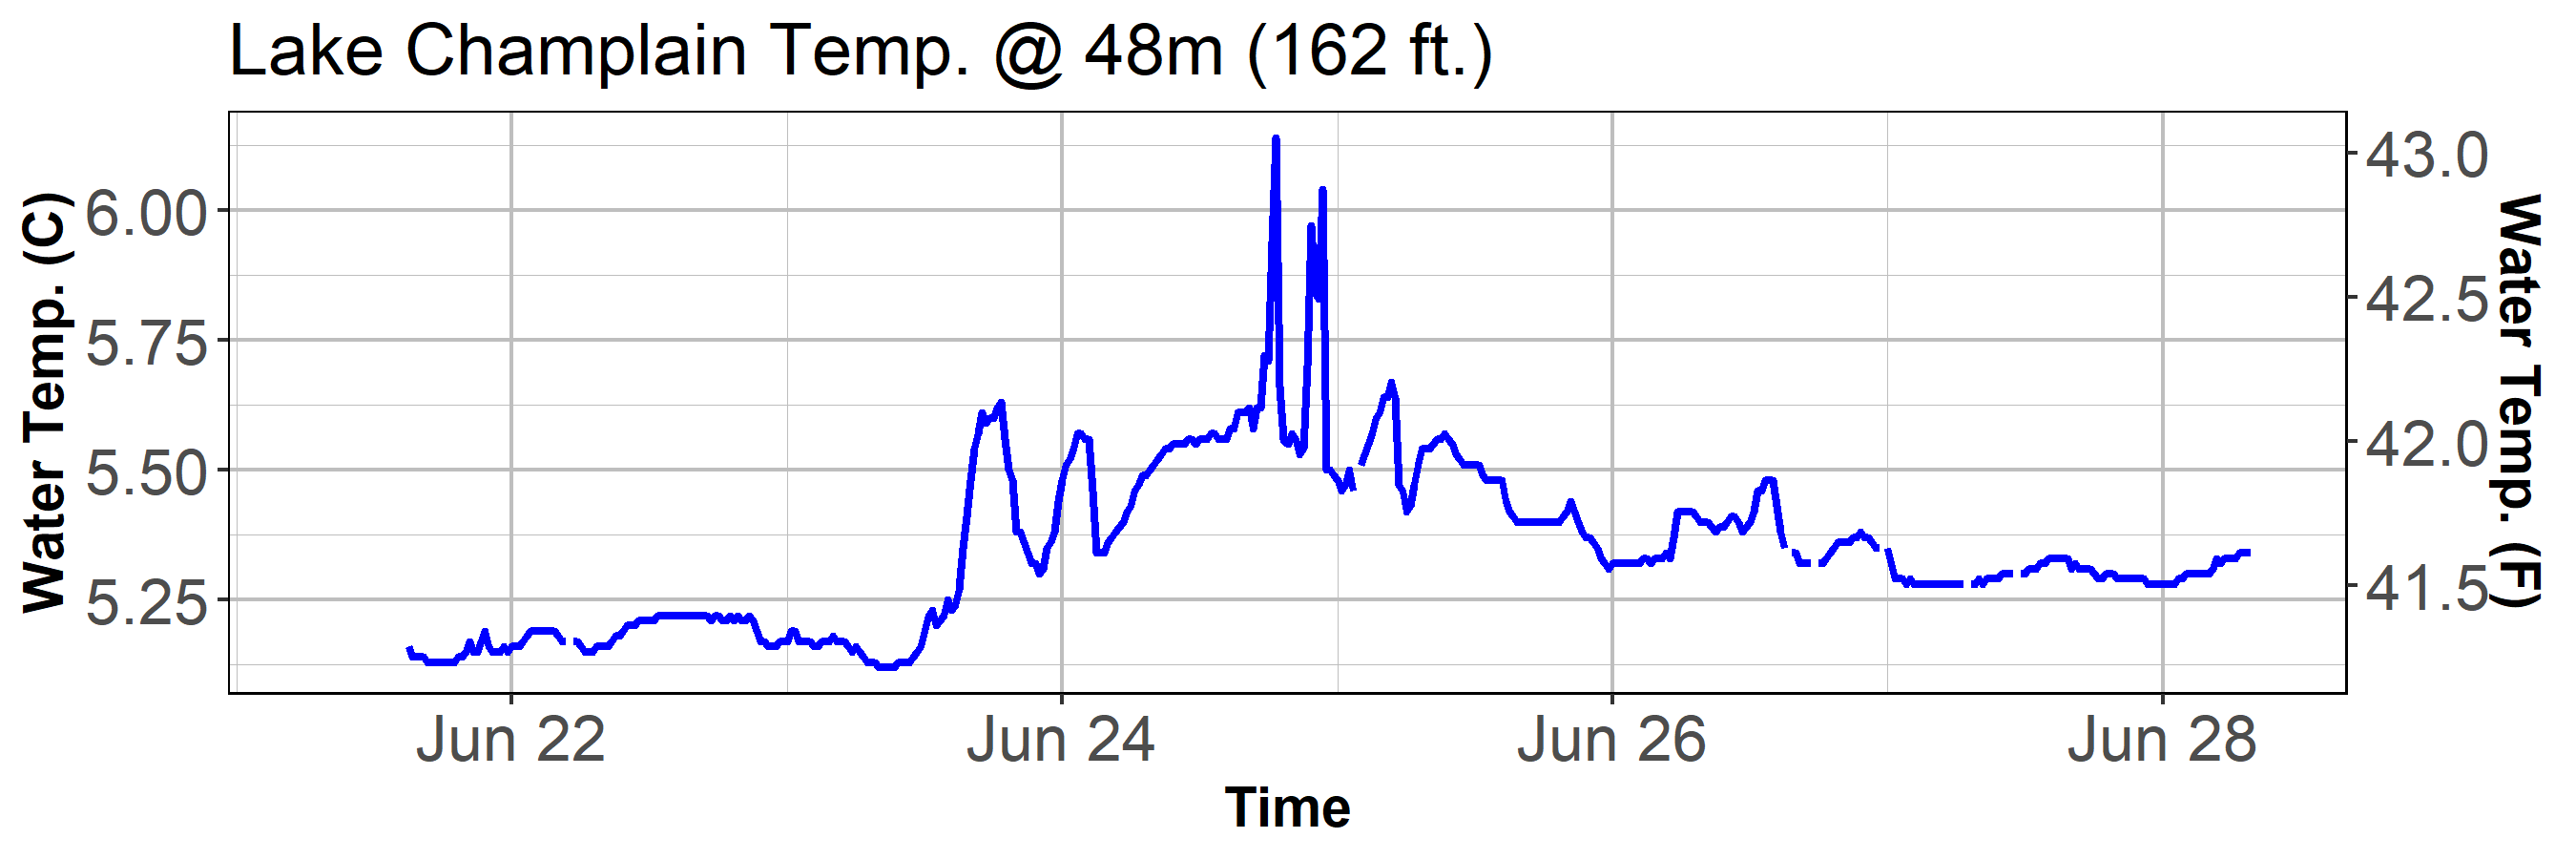 Lake Champlain Temp. @ 48m (162 ft.)
Water Temp. (C)
6.00
5.75
5.50
5.25
43.0
42.5
42.0
41.5
Water Temp. (F)
Jun 22 Jun 24 Jun 26 Jun 28
Time